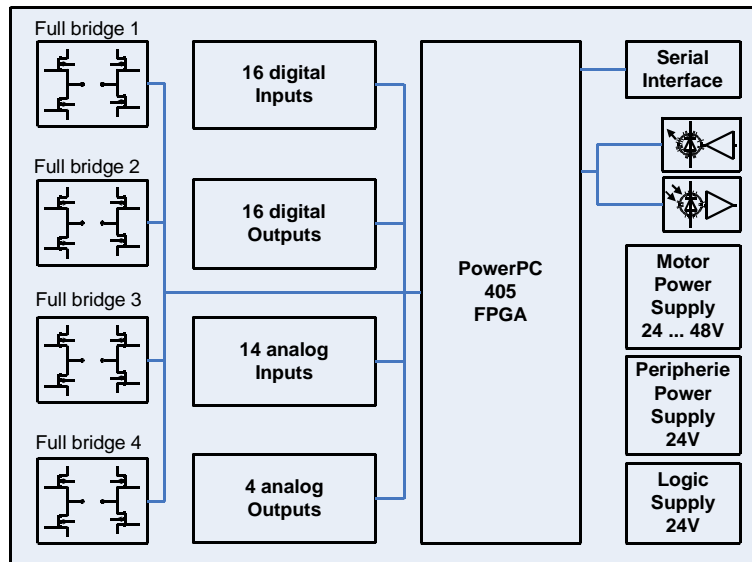 Full bridge 1
Full bridge 2
Full bridge 3
Full bridge 4
16 digital
Inputs
16 digital
Outputs
14 analog
Inputs
4 analog
Outputs
PowerPC
405
FPGA
Serial
Interface
Motor
Power
Supply
24 ... 48V
Peripherie
Power
Supply
24V
Logic
Supply
24V